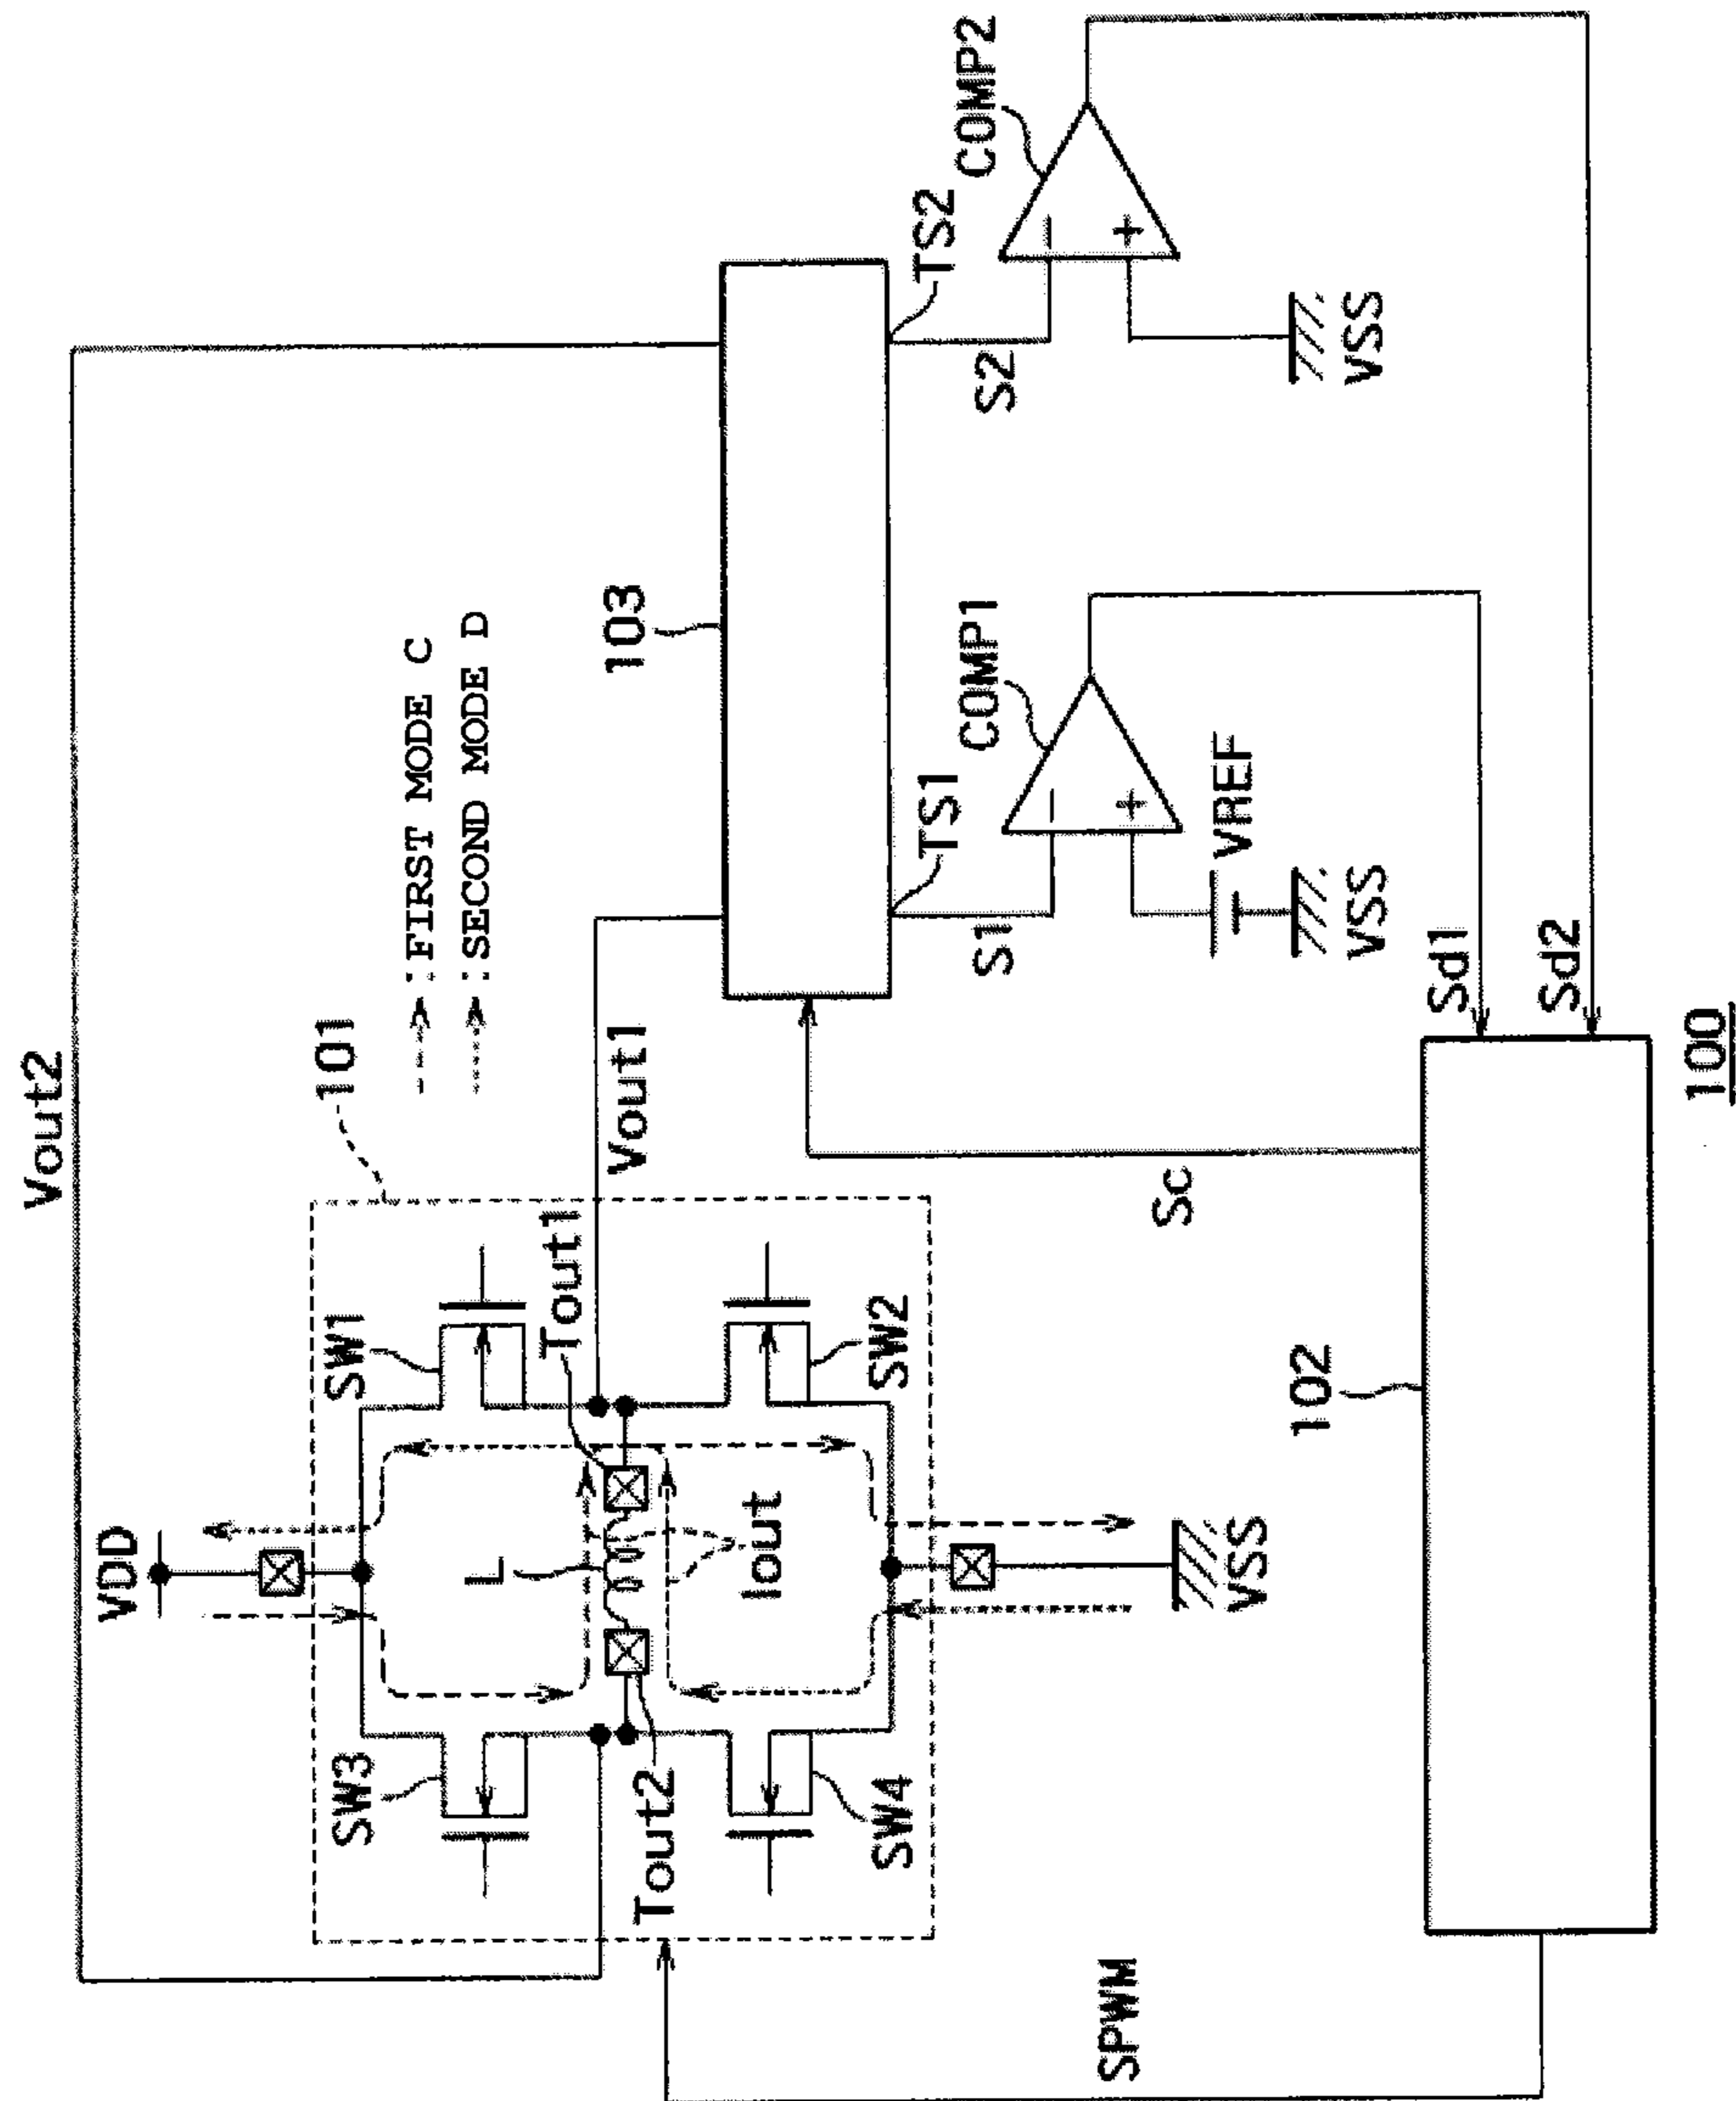 Vout2
-->:FIRST MODE C
-->:SECOND MODE D
101
103
VDD
SW1
SW3
L
Tout1
Vout1
Tout2
Iout
SW2
SW4
VSS
TS1
TS2
S1
S2
COMP1
COMP2
-
+
-
+
VREF
VSS
VSS
Sc
SPWM
102
Sd1
Sd2
100